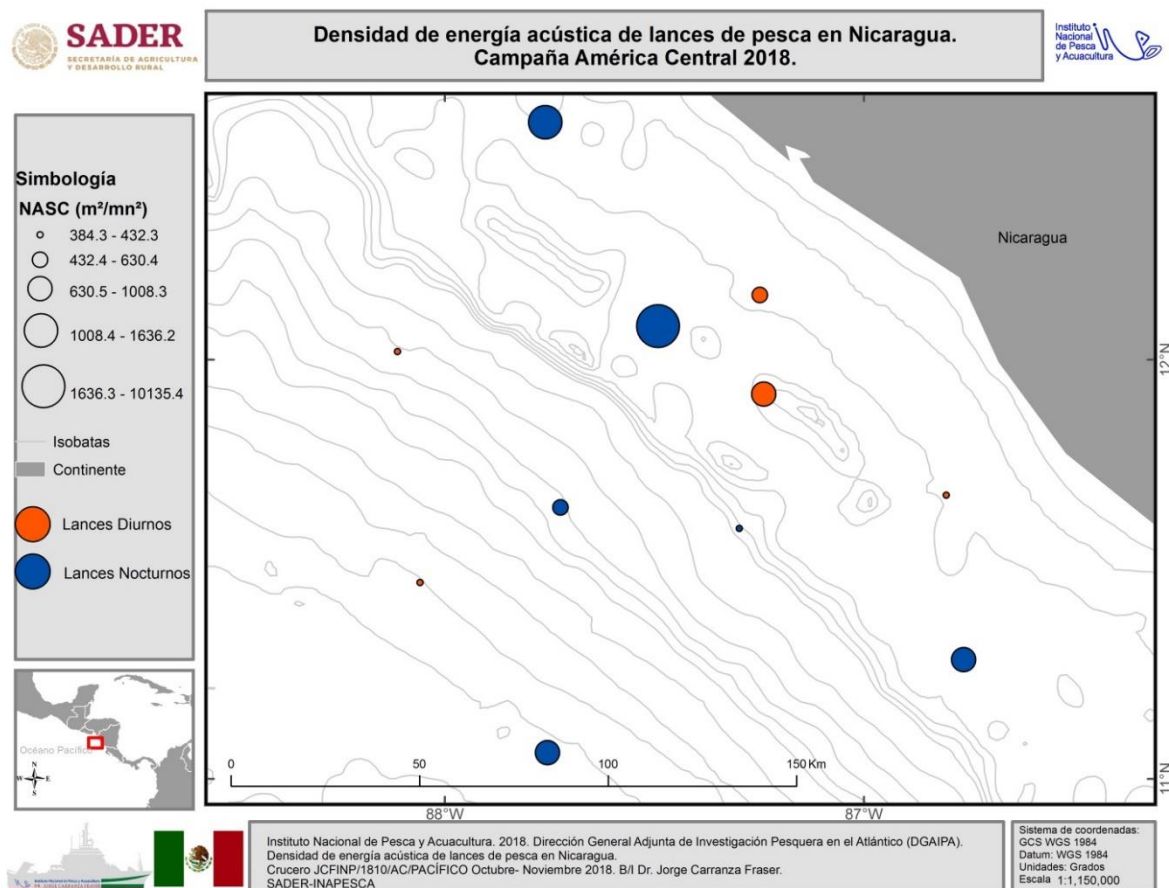 SADER
SECRETARÍA DE AGRICULTURA
Y DESARROLLO RURAL
Densidad de energía acústica de lances de pesca en Nicaragua.
Campaña América Central 2018.
Instituto
Nacional
de Pesca
y Acuacultura
Simbología
NASC (m²/mn²)
384.3 - 432.3
432.4 - 630.4
630.5 - 1008.3
1008.4 - 1636.2
1636.3 - 10135.4
Isobatas
Continente
Lances Diurnos
Lances Nocturnos
Nicaragua
12°N
11°N
88°W
87°W
0
50
100
150 Km
Océano Pacífico
N
W E
S
Instituto Nacional de Pesca y Acuacultura. 2018. Dirección General Adjunta de Investigación Pesquera en el Atlántico (DGAIPA).
Densidad de energía acústica de lances de pesca en Nicaragua.
Crucero JCFINP/1810/AC/PACÍFICO Octubre- Noviembre 2018. B/I Dr. Jorge Carranza Fraser.
SADER-INAPESCA
Sistema de coordenadas:
GCS WGS 1984
Datum: WGS 1984
Unidades: Grados
Escala 1:1,150,000